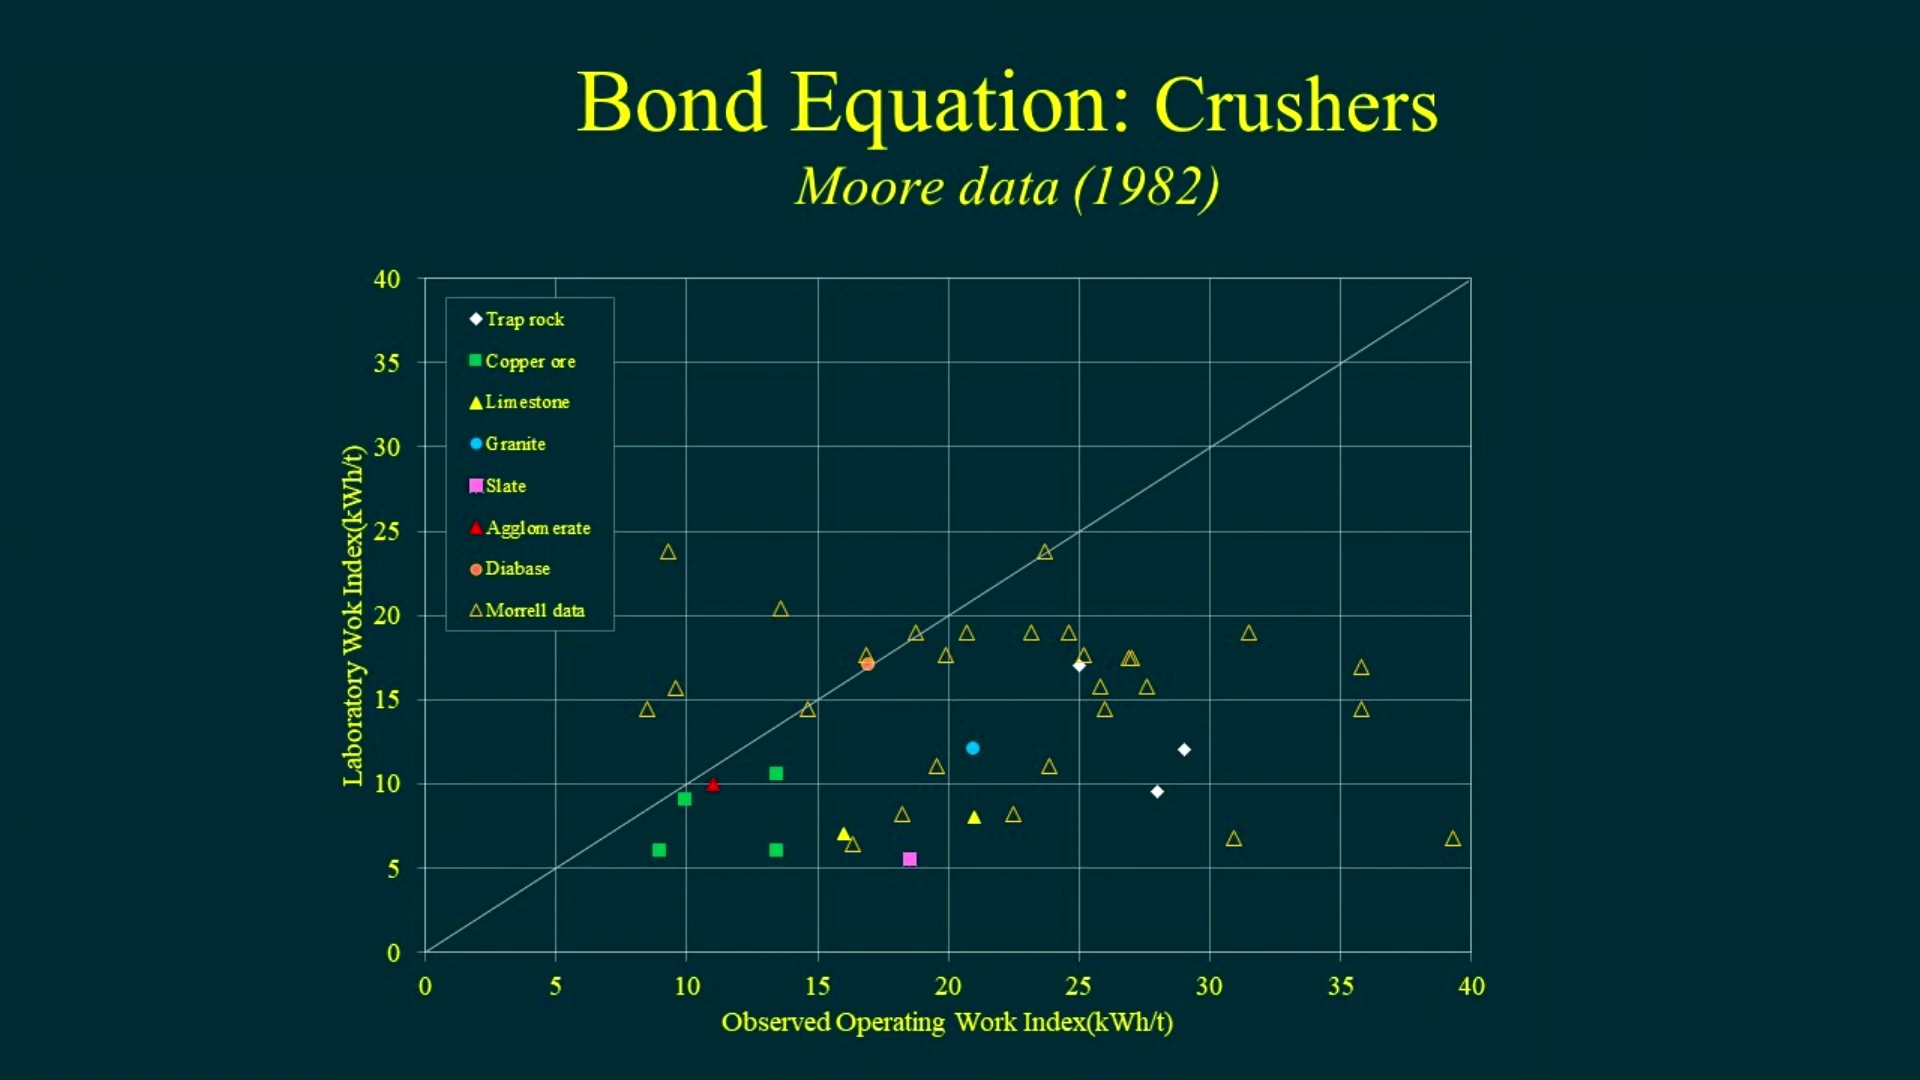 Bond Equation: Crushers
Moore data (1982)
40
35
30
25
20
15
10
5
0
Laboratory Wok Index(kWh/t)
Trap rock
Copper ore
Limestone
Granite
Slate
Agglomerate
Diabase
Morrell data
0 5 10 15 20 25 30 35 40
Observed Operating Work Index(kWh/t)